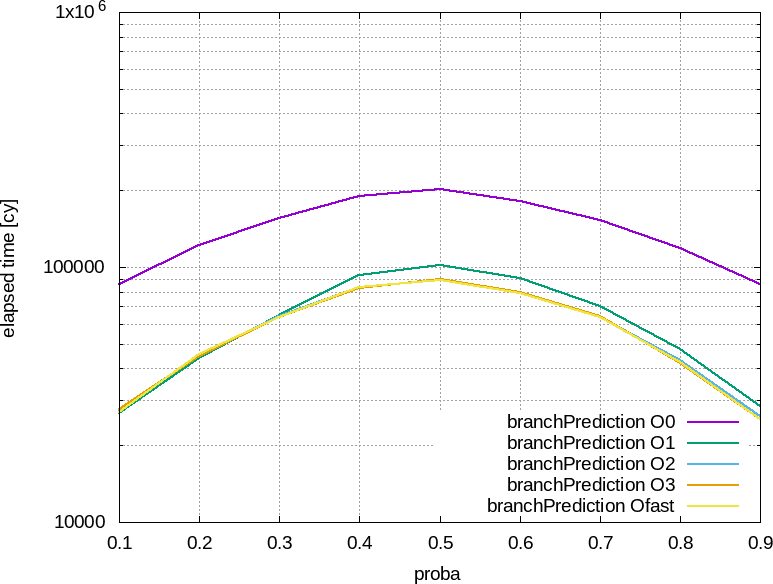 1x10 6
100000
10000
elapsed time [cy]
branchPrediction O0
branchPrediction O1
branchPrediction O2
branchPrediction O3
branchPrediction Ofast
0.1 0.2 0.3 0.4 0.5 0.6 0.7 0.8 0.9
proba